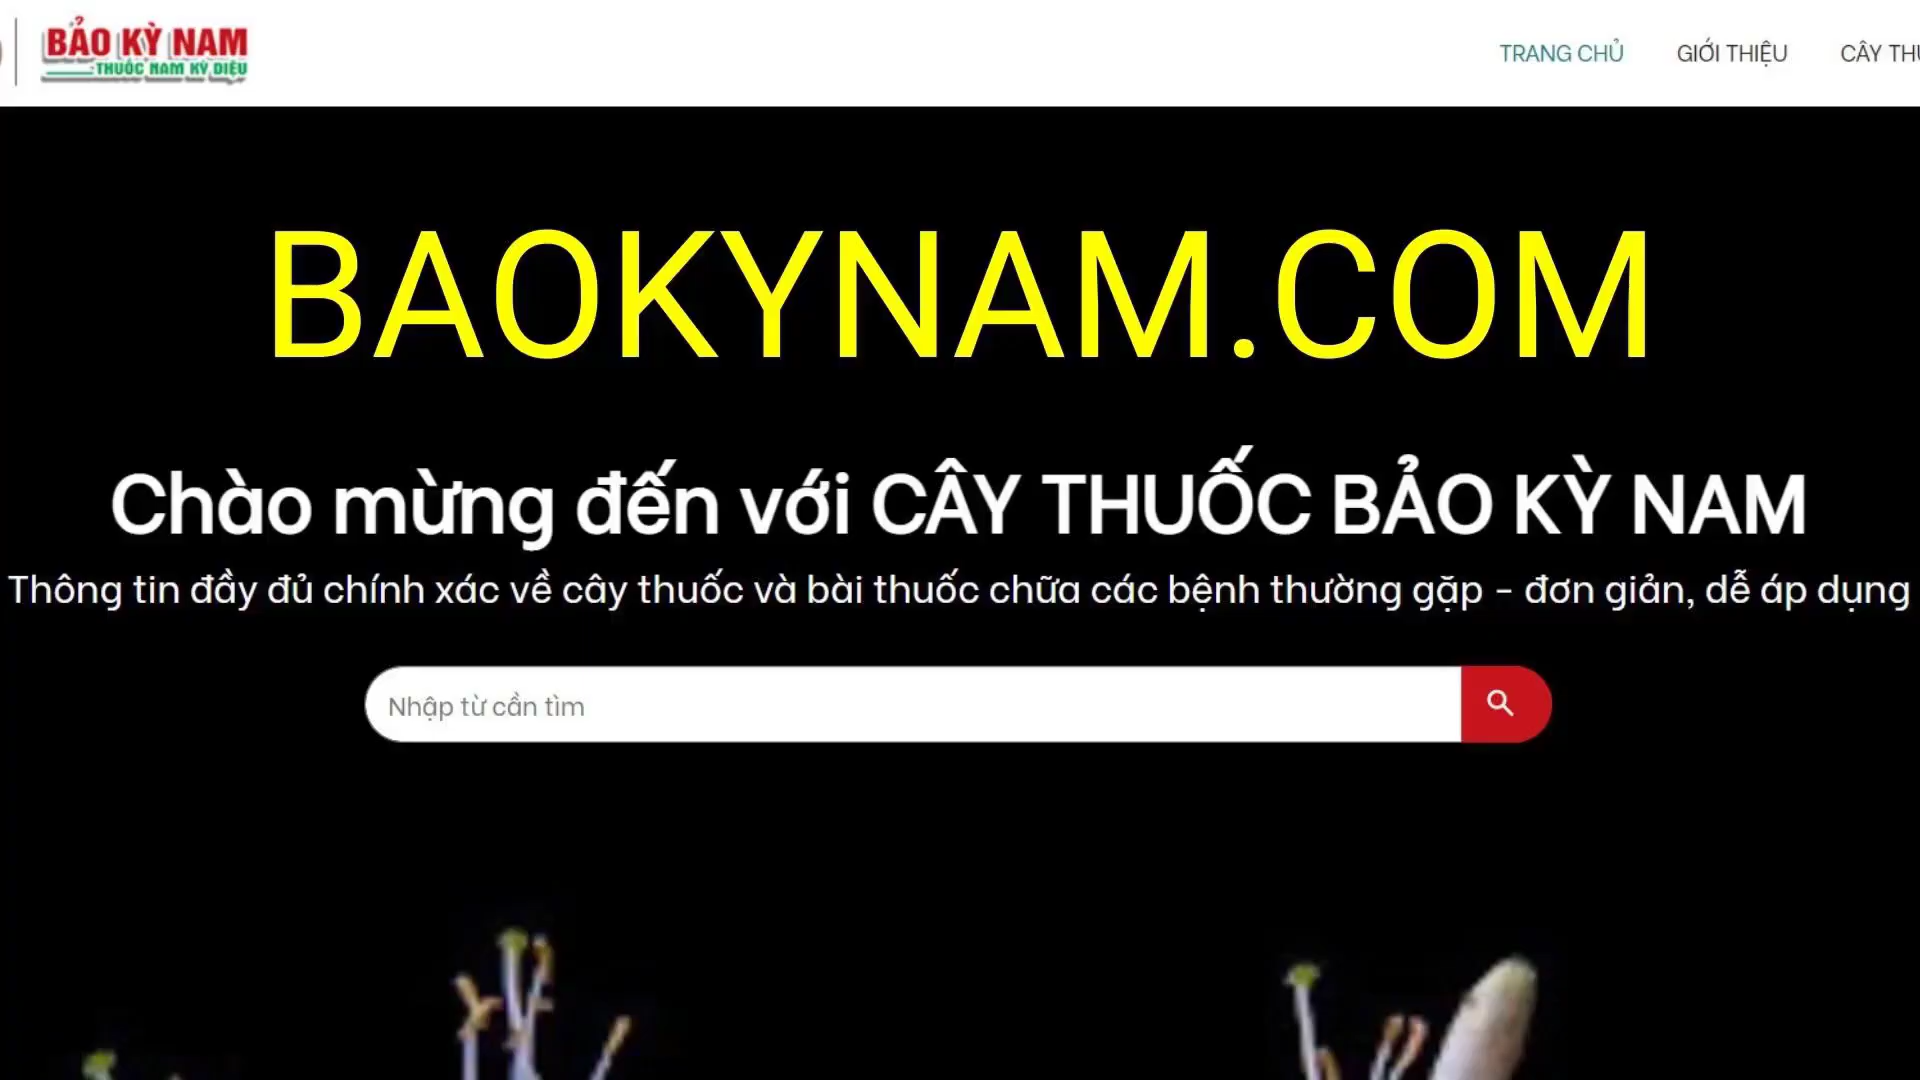 BẢO KỲ NAM
THUỐC NAM KỲ DIỆU
TRANG CHỦ
GIỚI THIỆU
CÂY
BAOKYNAM.COM
Chào mừng đến với CÂY THUỐC BẢO KỲ NAM
Thông tin đầy đủ chính xác về cây thuốc và bài thuốc chữa các bệnh thường gặp - đơn giản, dễ áp dụng
Nhập từ cần tìm